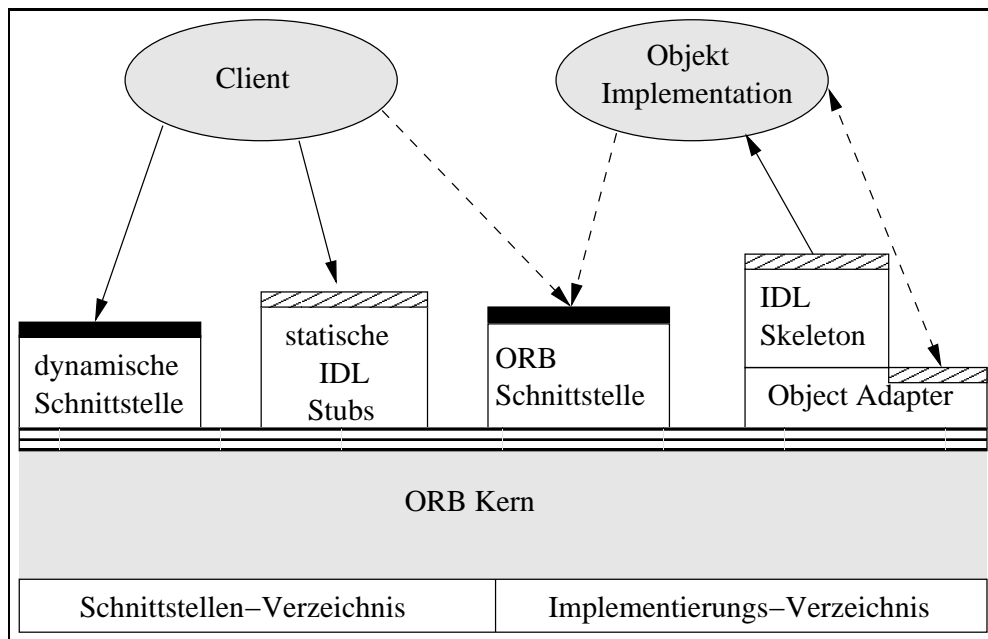 Client
Objekt
Implementation
dynamische
Schnittstelle
statische
IDL
Stubs
ORB
Schnittstelle
IDL
Skeleton
Object Adapter
ORB Kern
Schnittstellen−Verzeichnis
Implementierungs−Verzeichnis